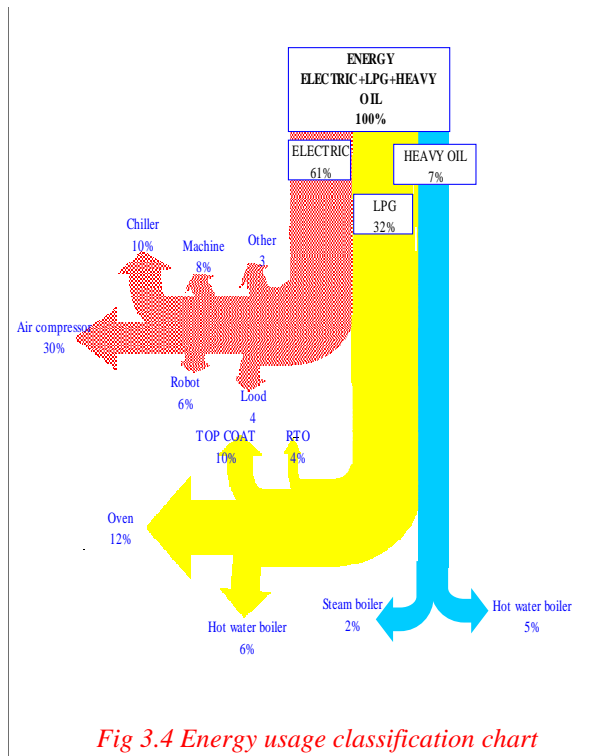 ENERGY
ELECTRIC+LPG+HEAVY
OIL
100%
ELECTRIC
61%
HEAVY OIL
7%
LPG
32%
Chiller
10%
Machine
8%
Other
3
Air compressor
30%
Robot
6%
Lood
4
TOP COAT
10%
RTO
4%
Oven
12%
Hot water boiler
6%
Steam boiler
2%
Hot water boiler
5%
Fig 3.4 Energy usage classification chart